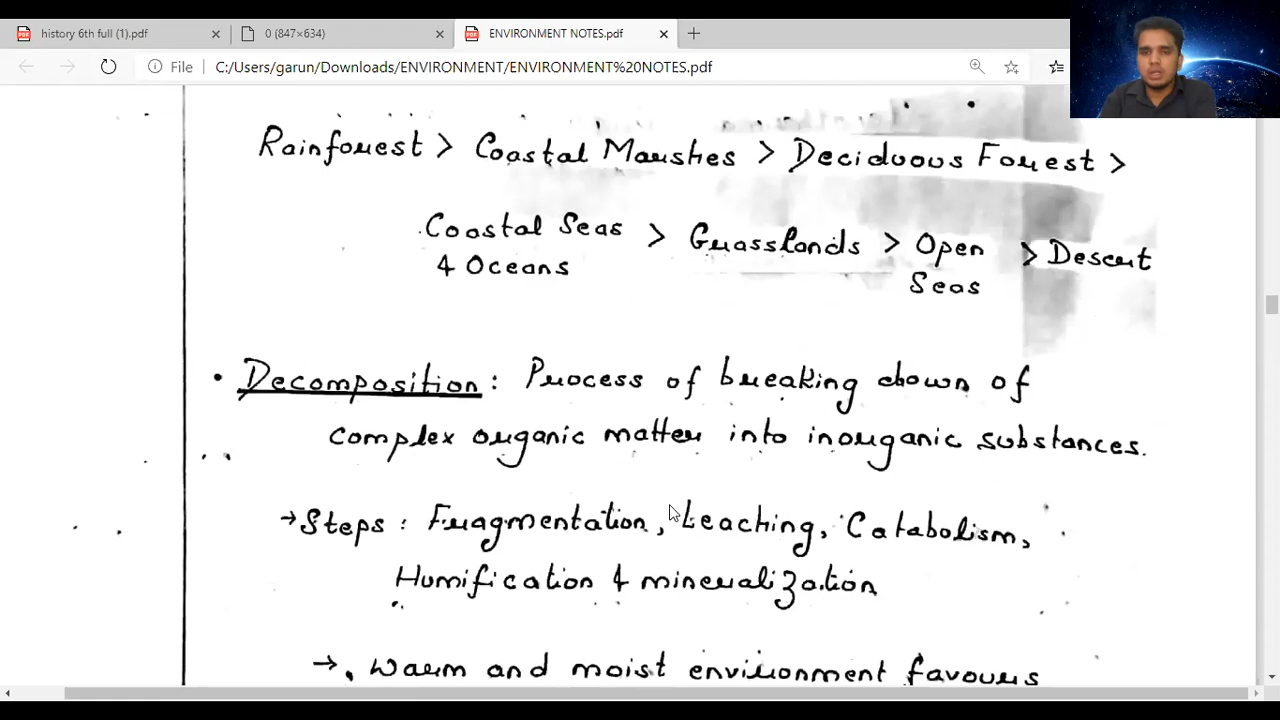 history 6th full (1).pdf
0 (847×634)
ENVIRONMENT NOTES.pdf
File
C:/Users/garun/Downloads/ENVIRONMENT/ENVIRONMENT%20NOTES.pdf
Rainforest > Coastal Marshes > Deciduous Forest >
Coastal Seas & Oceans > Grasslands > Open Seas > Desert
• Decomposition : Process of breaking down of
complex organic matter into inorganic substances.
→ Steps : Fragmentation, Leaching, Catabolism,
Humification & mineralization
→ . Warm and moist environment favours